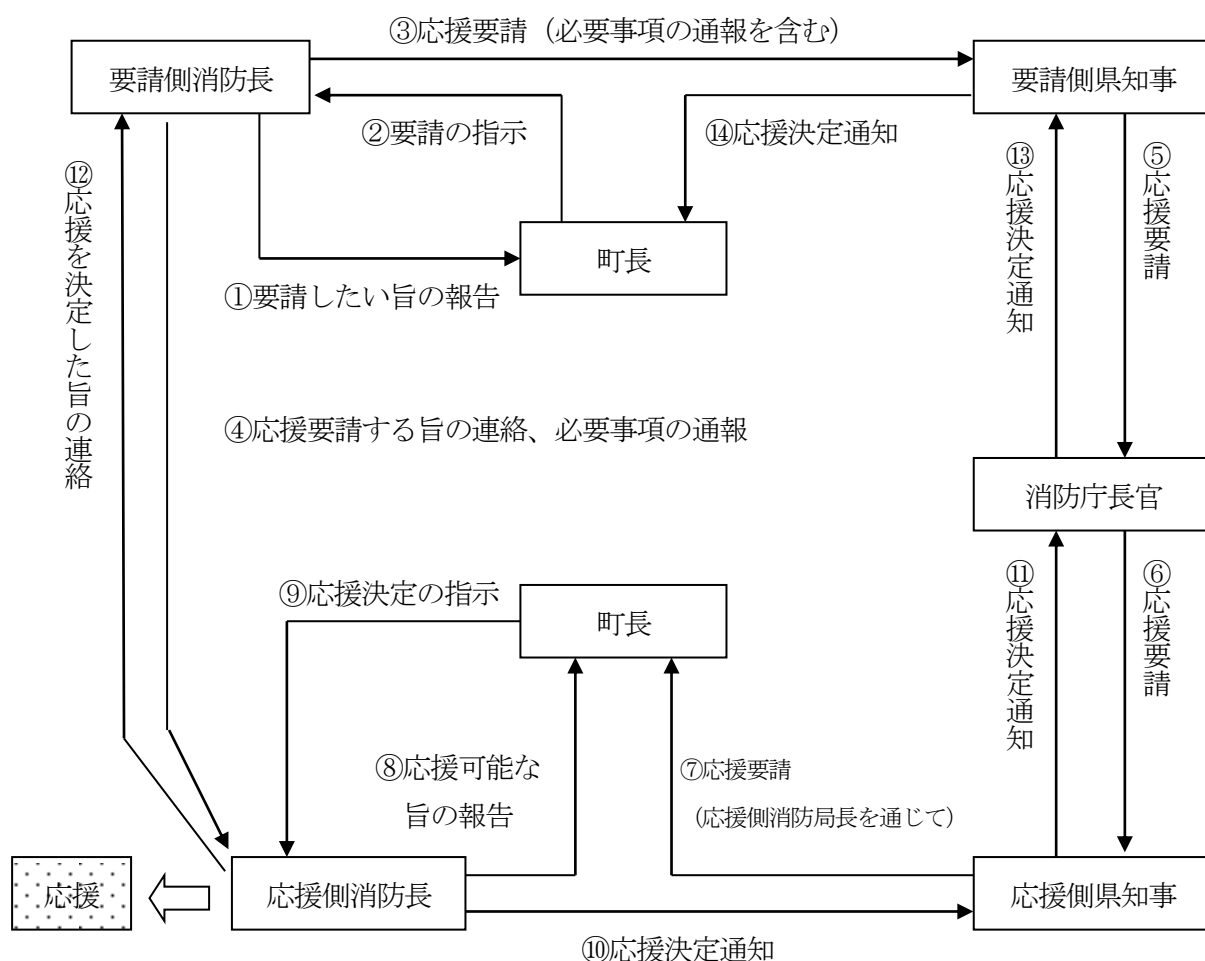 ③応援要請（必要事項の通報を含む）
要請側消防長
要請側県知事
②要請の指示
⑭応援決定通知
町長
①要請したい旨の報告
⑫応援を決定した旨の連絡
⑬応援決定通知
⑤応援要請
④応援要請する旨の連絡、必要事項の通報
消防庁長官
⑨応援決定の指示
町長
⑪応援決定通知
⑥応援要請
⑧応援可能な
旨の報告
⑦応援要請
（応援側消防局長を通じて）
応援
応援側消防長
応援側県知事
⑩応援決定通知